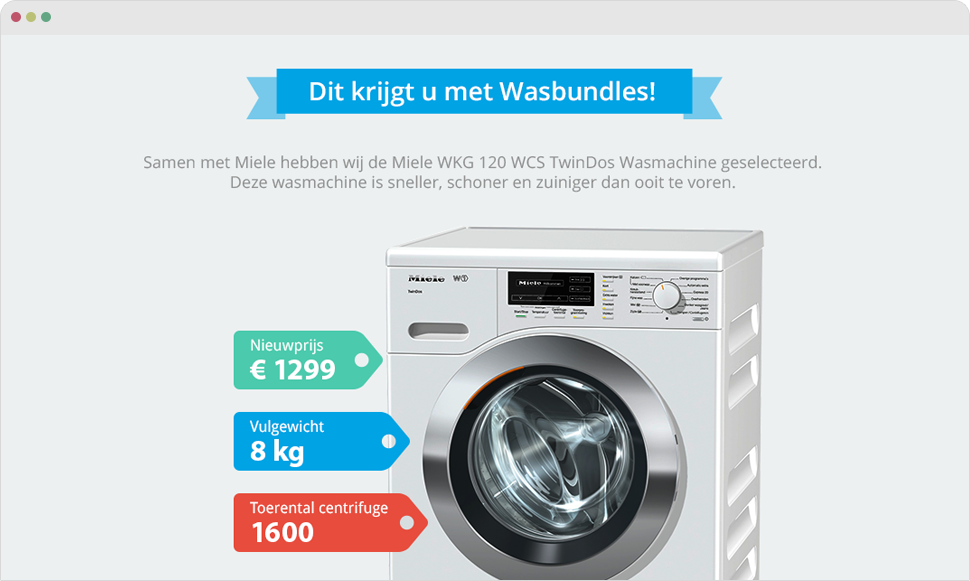 Dit krijgt u met Wasbundles!
Samen met Miele hebben wij de Miele WKG 120 WCS TwinDos Wasmachine geselecteerd.
Deze wasmachine is sneller, schoner en zuiniger dan ooit te voren.
Miele W1
TwinDos
Miele
Nieuwprijs
€ 1299
Vulgewicht
8 kg
Toerental centrifuge
1600